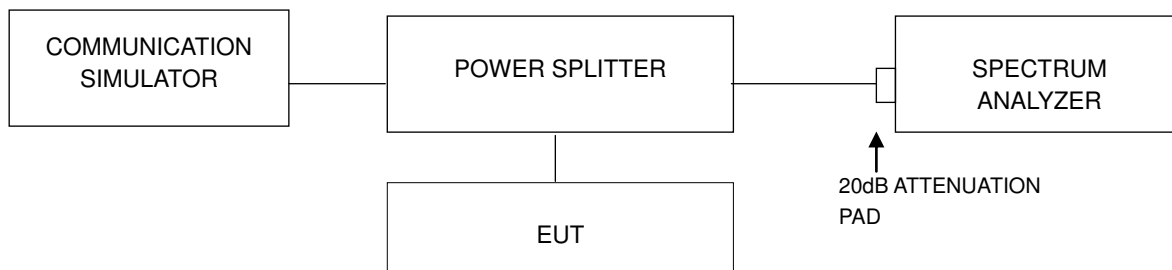 COMMUNICATION
SIMULATOR
POWER SPLITTER
SPECTRUM
ANALYZER
20dB ATTENUATION
PAD
EUT